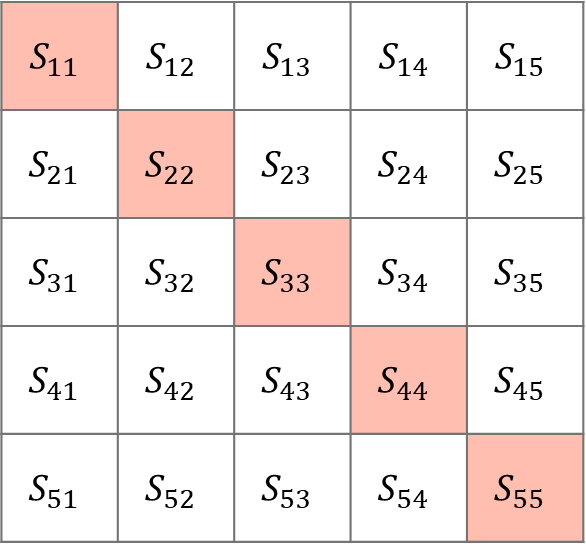 S₁₁ S₁₂ S₁₃ S₁₄ S₁₅
S₂₁ S₂₂ S₂₃ S₂₄ S₂₅
S₃₁ S₃₂ S₃₃ S₃₄ S₃₅
S₄₁ S₄₂ S₄₃ S₄₄ S₄₅
S₅₁ S₅₂ S₅₃ S₅₄ S₅₅